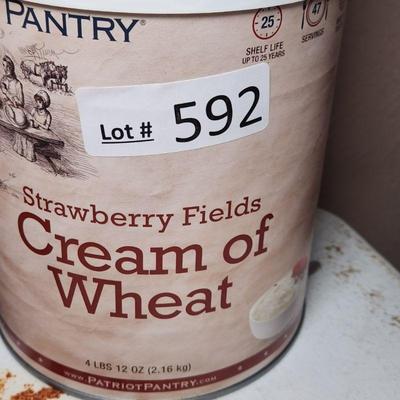 PANTRY®
25
SHELF LIFE
UP TO 25 YEARS
47
SERVINGS
Lot # 592
Strawberry Fields
Cream of
Wheat
4 LBS 12 OZ (2.16 kg)
www.PATRIOTPANTRY.com